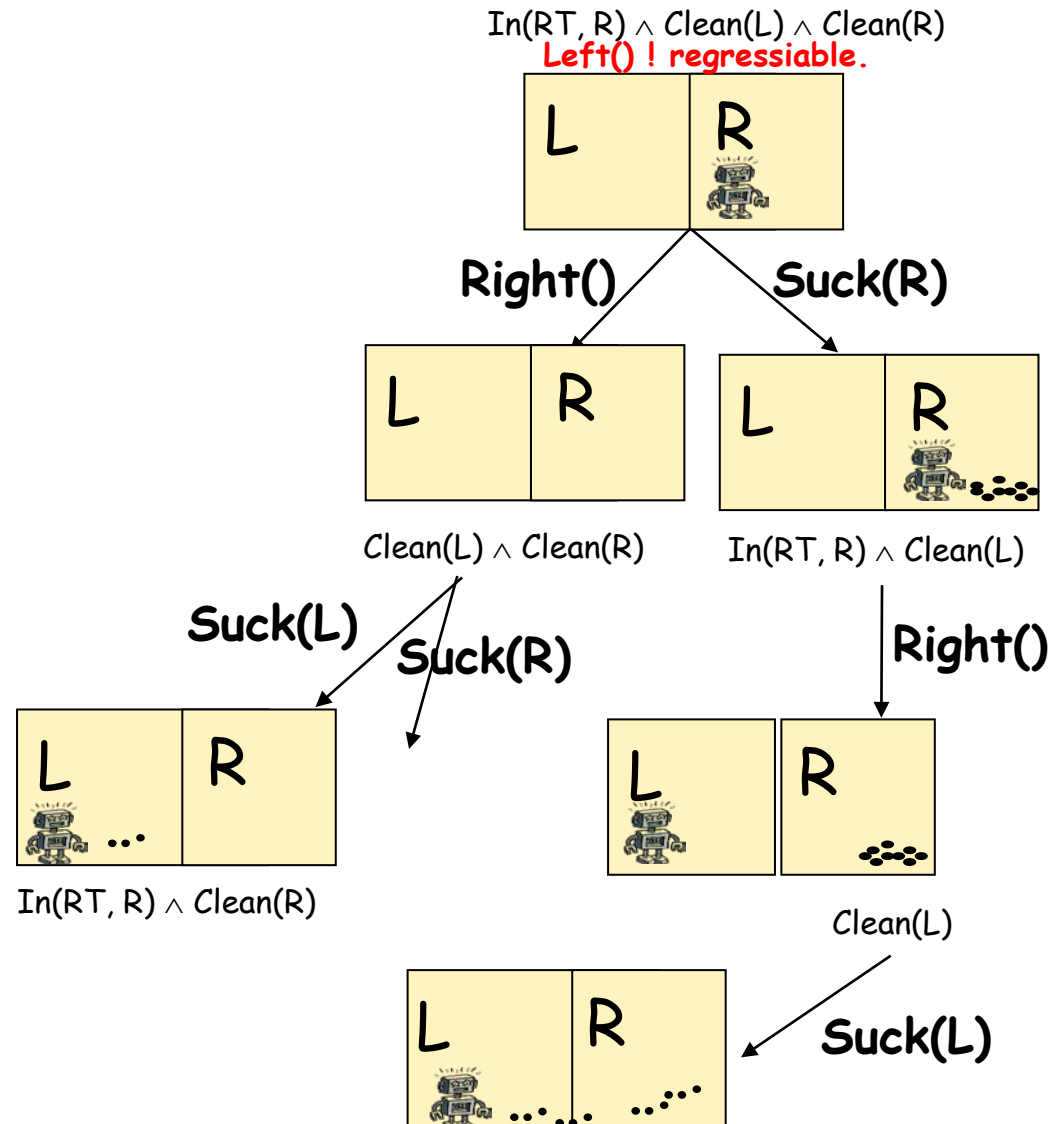 In(RT, R) ∧ Clean(L) ∧ Clean(R)
Left() ! regressiable.
L R
Right() Suck(R)
L R
L R
Clean(L) ∧ Clean(R)
In(RT, R) ∧ Clean(L)
Suck(L)
Suck(R)
Right()
L R
L R
In(RT, R) ∧ Clean(R)
Clean(L)
L R
Suck(L)